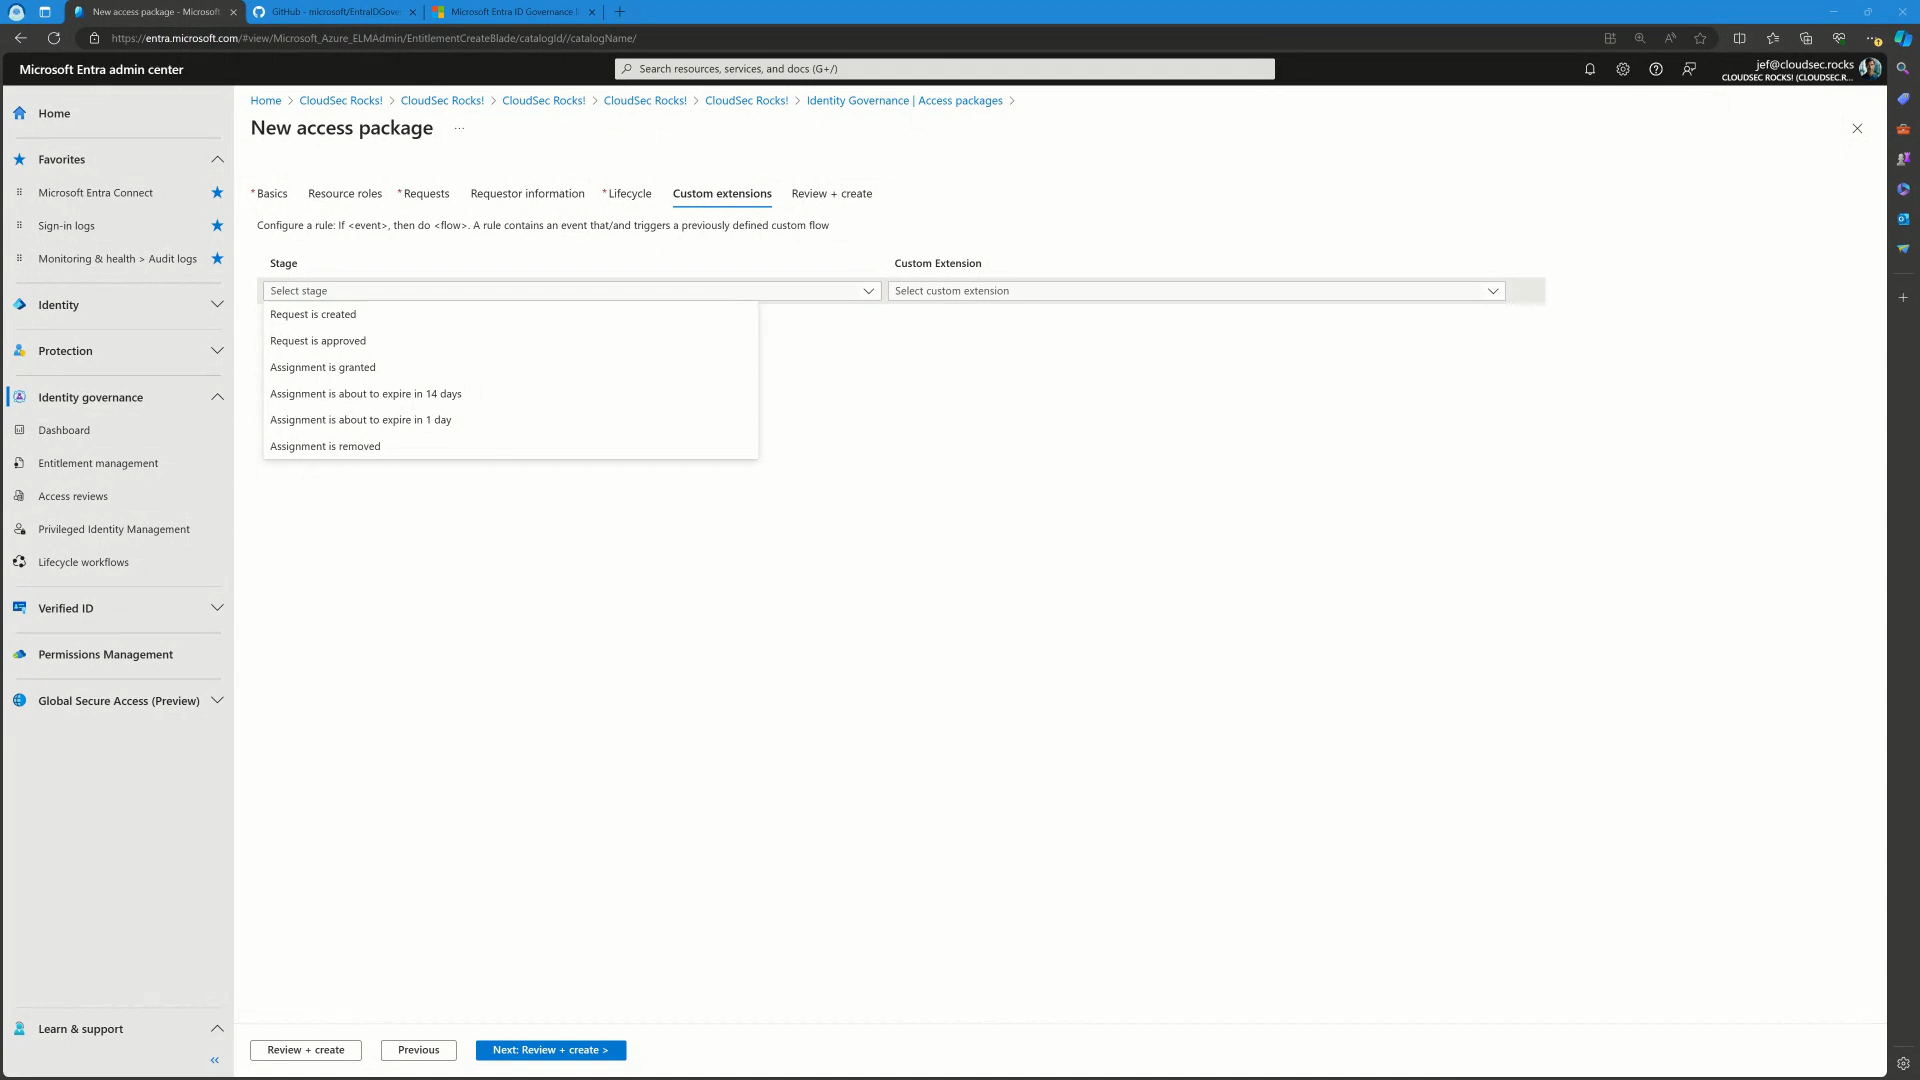 New access package - Microsoft
GitHub - microsoft/EntraIDGover
Microsoft Entra ID Governance li
https://entra.microsoft.com/#view/Microsoft_Azure_ELMAdmin/EntitlementCreateBlade/catalogId//catalogName/
Microsoft Entra admin center
Search resources, services, and docs (G+/)
jef@cloudsec.rocks
CLOUDSEC ROCKS! (CLOUDSEC.R...
Home
Favorites
Microsoft Entra Connect
Sign-in logs
Monitoring & health > Audit logs
Identity
Protection
Identity governance
Dashboard
Entitlement management
Access reviews
Privileged Identity Management
Lifecycle workflows
Verified ID
Permissions Management
Global Secure Access (Preview)
Learn & support
Home > CloudSec Rocks! > CloudSec Rocks! > CloudSec Rocks! > CloudSec Rocks! > CloudSec Rocks! > Identity Governance | Access packages >
New access package ...
* Basics Resource roles * Requests Requestor information * Lifecycle Custom extensions Review + create
Configure a rule: If <event>, then do <flow>. A rule contains an event that/and triggers a previously defined custom flow
Stage Custom Extension
Select stage Select custom extension
Request is created
Request is approved
Assignment is granted
Assignment is about to expire in 14 days
Assignment is about to expire in 1 day
Assignment is removed
Review + create Previous Next: Review + create >